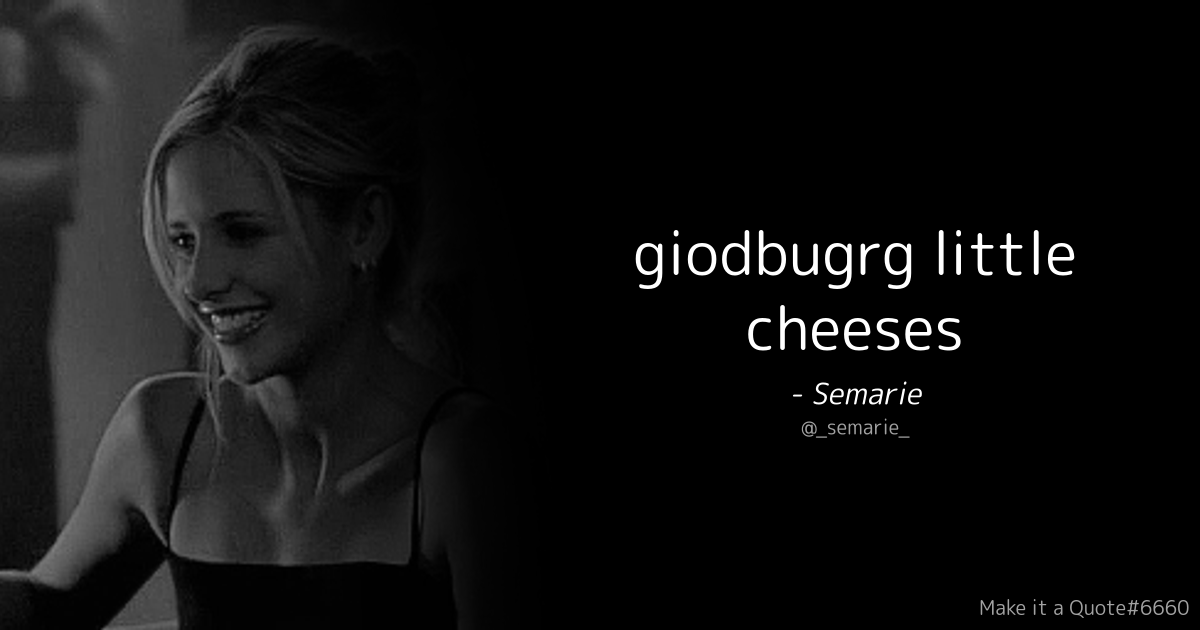 giodbugrg little
cheeses
- Semarie
@_semarie_
Make it a Quote#6660